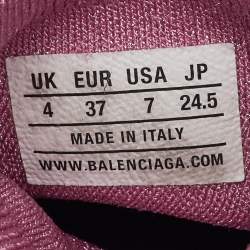 UK EUR USA JP
4 37 7 24.5
MADE IN ITALY
WWW.BALENCIAGA.COM